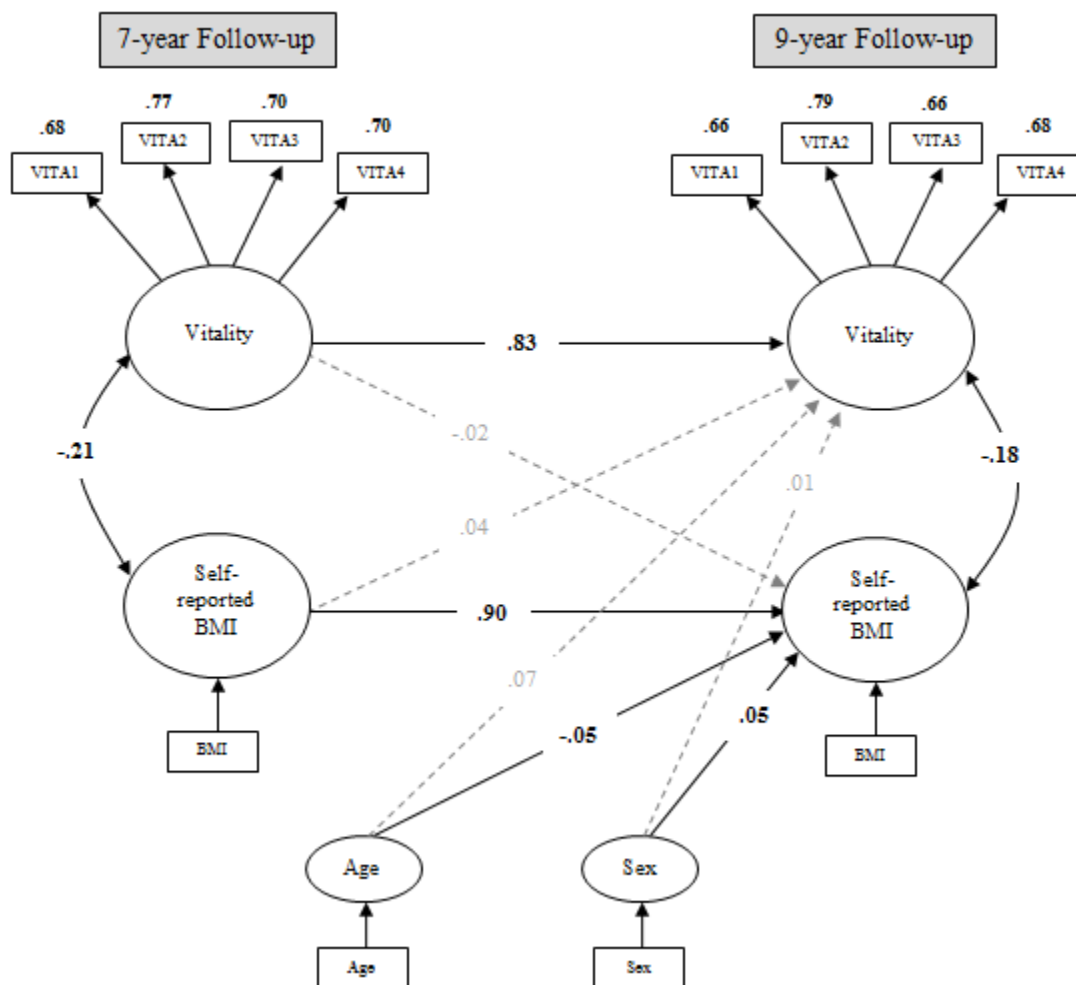 7-year Follow-up
9-year Follow-up
.68
.77
.70
.70
.66
.79
.66
.68
VITA1
VITA2
VITA3
VITA4
VITA1
VITA2
VITA3
VITA4
Vitality
Vitality
.83
-.02
-.21
-.18
.01
.04
Self-
reported
BMI
Self-
reported
BMI
.90
.07
-.05
.05
BMI
BMI
Age
Sex
Age
Sex